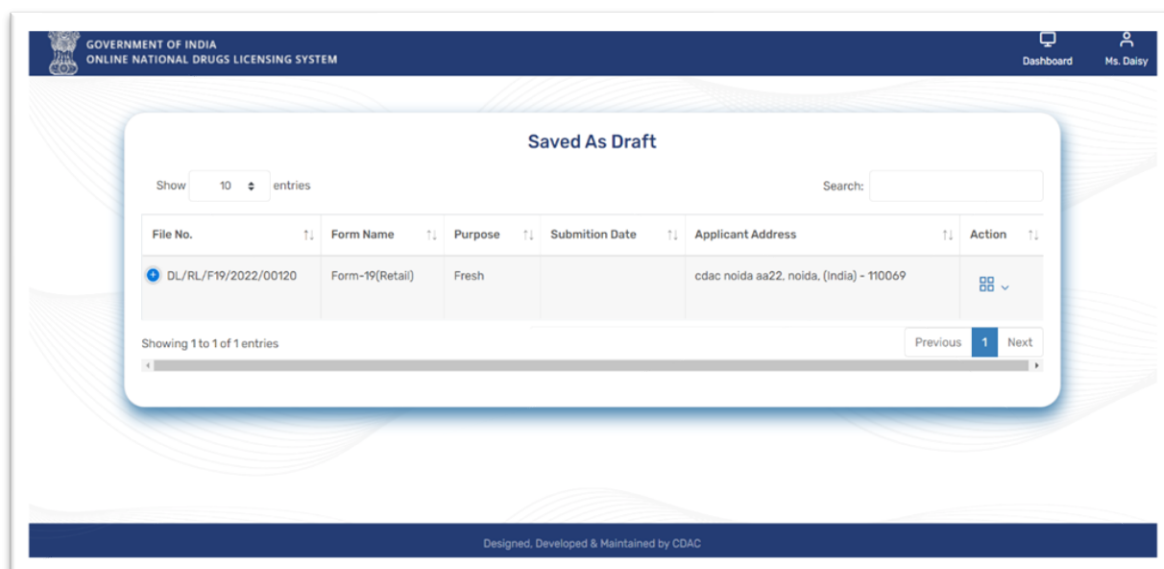 GOVERNMENT OF INDIA
ONLINE NATIONAL DRUGS LICENSING SYSTEM
Dashboard
Ms. Daisy
Saved As Draft
Show 10 entries
Search:
File No. Form Name Purpose Submition Date Applicant Address Action
DL/RL/F19/2022/00120 Form-19(Retail) Fresh cdac noida aa22, noida, (India) - 110069
Showing 1 to 1 of 1 entries
Previous 1 Next
Designed, Developed & Maintained by CDAC